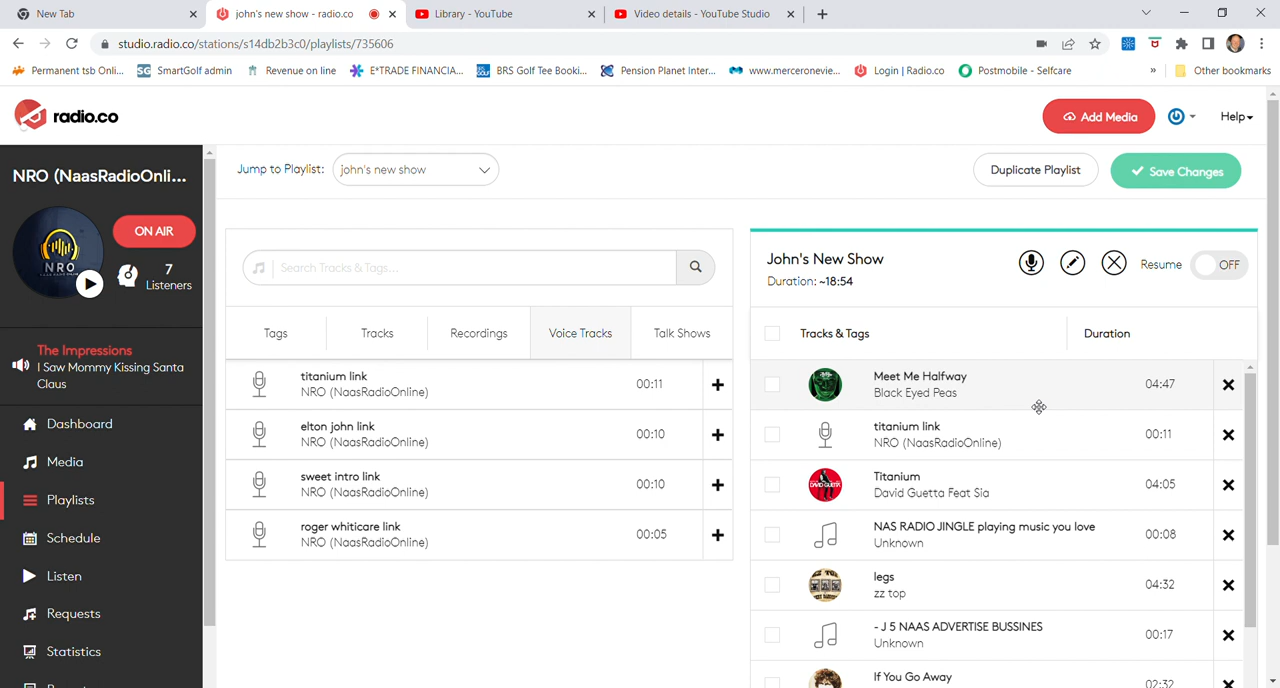 New Tab
john's new show - radio.co
Library - YouTube
Video details - YouTube Studio
studio.radio.co/stations/s14db2b3c0/playlists/735606
Permanent tsb Onli...
SG SmartGolf admin
Revenue on line
E*TRADE FINANCIA...
BRS Golf Tee Booki...
Pension Planet Inter...
www.merceronevie...
Login | Radio.co
Postmobile - Selfcare
»
Other bookmarks
radio.co
Add Media
Help
NRO (NaasRadioOnli...
NRO
ON AIR
7
Listeners
The Impressions
I Saw Mommy Kissing Santa
Claus
Dashboard
Media
Playlists
Schedule
Listen
Requests
Statistics
Jump to Playlist:
john's new show
Duplicate Playlist
Save Changes
Search Tracks & Tags...
Tags
Tracks
Recordings
Voice Tracks
Talk Shows
titanium link
NRO (NaasRadioOnline)
00:11
elton john link
NRO (NaasRadioOnline)
00:10
sweet intro link
NRO (NaasRadioOnline)
00:10
roger whiticare link
NRO (NaasRadioOnline)
00:05
John's New Show
Duration: ~18:54
Resume
OFF
Tracks & Tags
Duration
Meet Me Halfway
Black Eyed Peas
04:47
titanium link
NRO (NaasRadioOnline)
00:11
DAVID GUETTA
Titanium
David Guetta Feat Sia
04:05
NAS RADIO JINGLE playing music you love
Unknown
00:08
legs
zz top
04:32
- J 5 NAAS ADVERTISE BUSSINES
Unknown
00:17
If You Go Away
02:32